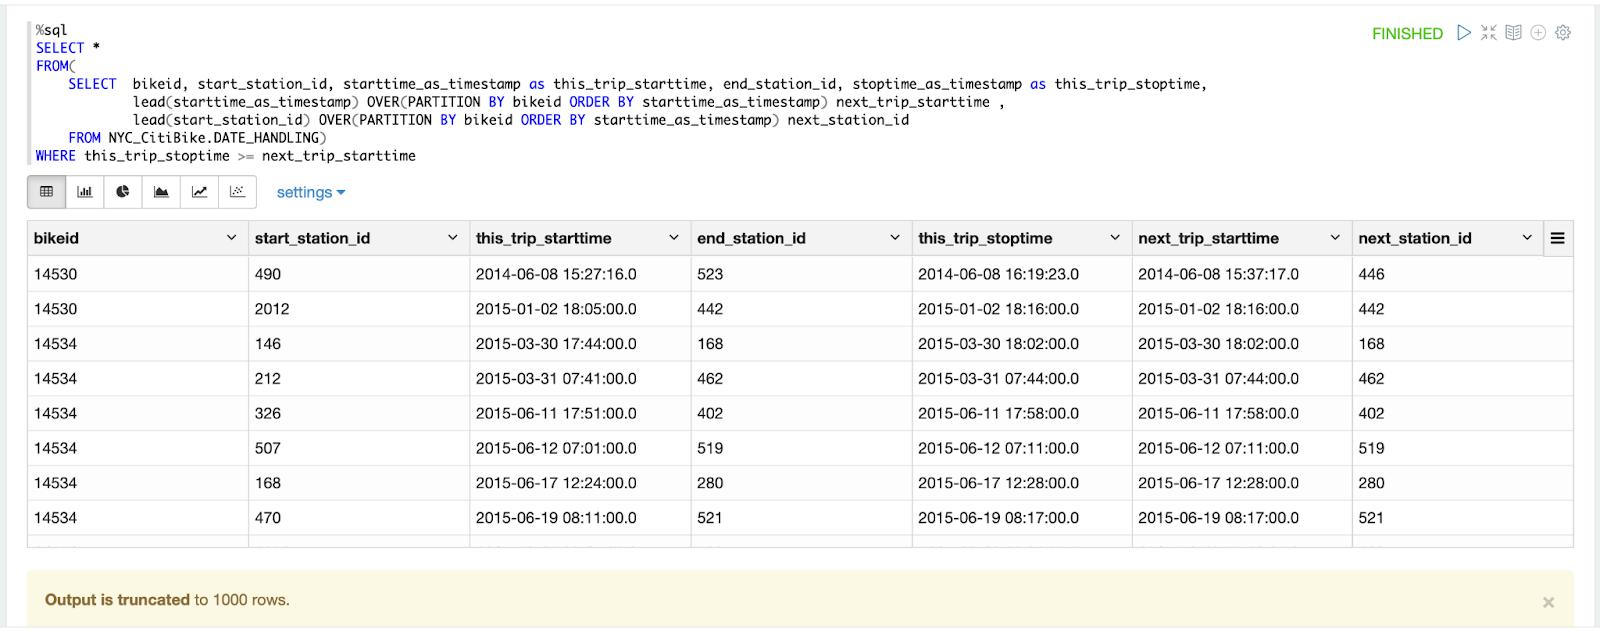 %sql
FINISHED
SELECT *
FROM(
SELECT bikeid, start_station_id, starttime_as_timestamp as this_trip_starttime, end_station_id, stoptime_as_timestamp as this_trip_stoptime,
lead(starttime_as_timestamp) OVER(PARTITION BY bikeid ORDER BY starttime_as_timestamp) next_trip_starttime ,
lead(start_station_id) OVER(PARTITION BY bikeid ORDER BY starttime_as_timestamp) next_station_id
FROM NYC_CitiBike.DATE_HANDLING)
WHERE this_trip_stoptime >= next_trip_starttime
settings
bikeid start_station_id this_trip_starttime end_station_id this_trip_stoptime next_trip_starttime next_station_id
14530 490 2014-06-08 15:27:16.0 523 2014-06-08 16:19:23.0 2014-06-08 15:37:17.0 446
14530 2012 2015-01-02 18:05:00.0 442 2015-01-02 18:16:00.0 2015-01-02 18:16:00.0 442
14534 146 2015-03-30 17:44:00.0 168 2015-03-30 18:02:00.0 2015-03-30 18:02:00.0 168
14534 212 2015-03-31 07:41:00.0 462 2015-03-31 07:44:00.0 2015-03-31 07:44:00.0 462
14534 326 2015-06-11 17:51:00.0 402 2015-06-11 17:58:00.0 2015-06-11 17:58:00.0 402
14534 507 2015-06-12 07:01:00.0 519 2015-06-12 07:11:00.0 2015-06-12 07:11:00.0 519
14534 168 2015-06-17 12:24:00.0 280 2015-06-17 12:28:00.0 2015-06-17 12:28:00.0 280
14534 470 2015-06-19 08:11:00.0 521 2015-06-19 08:17:00.0 2015-06-19 08:17:00.0 521
Output is truncated to 1000 rows.